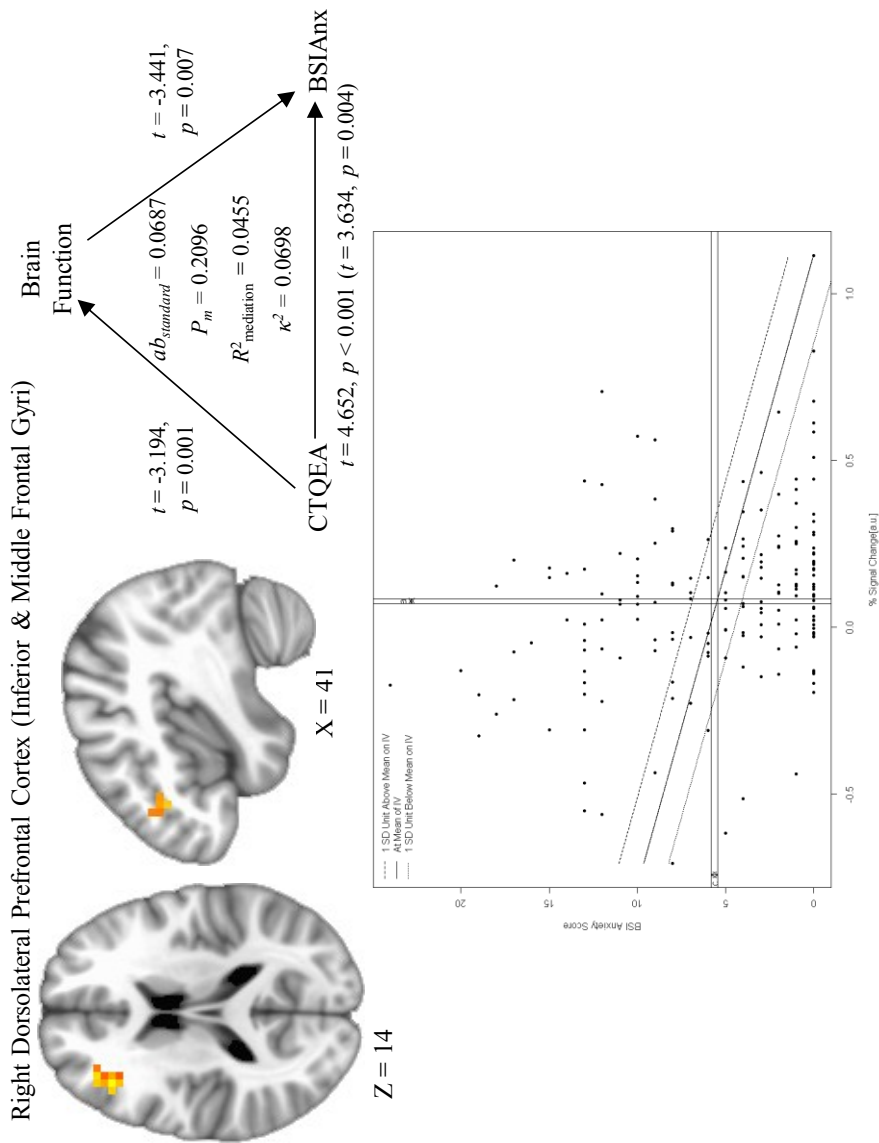 Right Dorsolateral Prefrontal Cortex (Inferior & Middle Frontal Gyri)
Z = 14
X = 41
Brain
Function
t = -3.194,
p = 0.001
t = -3.441,
p = 0.007
ab_standard = 0.0687
P_m = 0.2096
R²_mediation = 0.0455
κ² = 0.0698
CTQEA
BSIAnx
t = 4.652, p < 0.001 (t = 3.634, p = 0.004)
1 SD Unit Above Mean on IV
At Mean of IV
1 SD Unit Below Mean on IV
BSI Anxiety Score
20
15
10
5
0
-0.5
0.0
0.5
1.0
% Signal Change[a.u.]